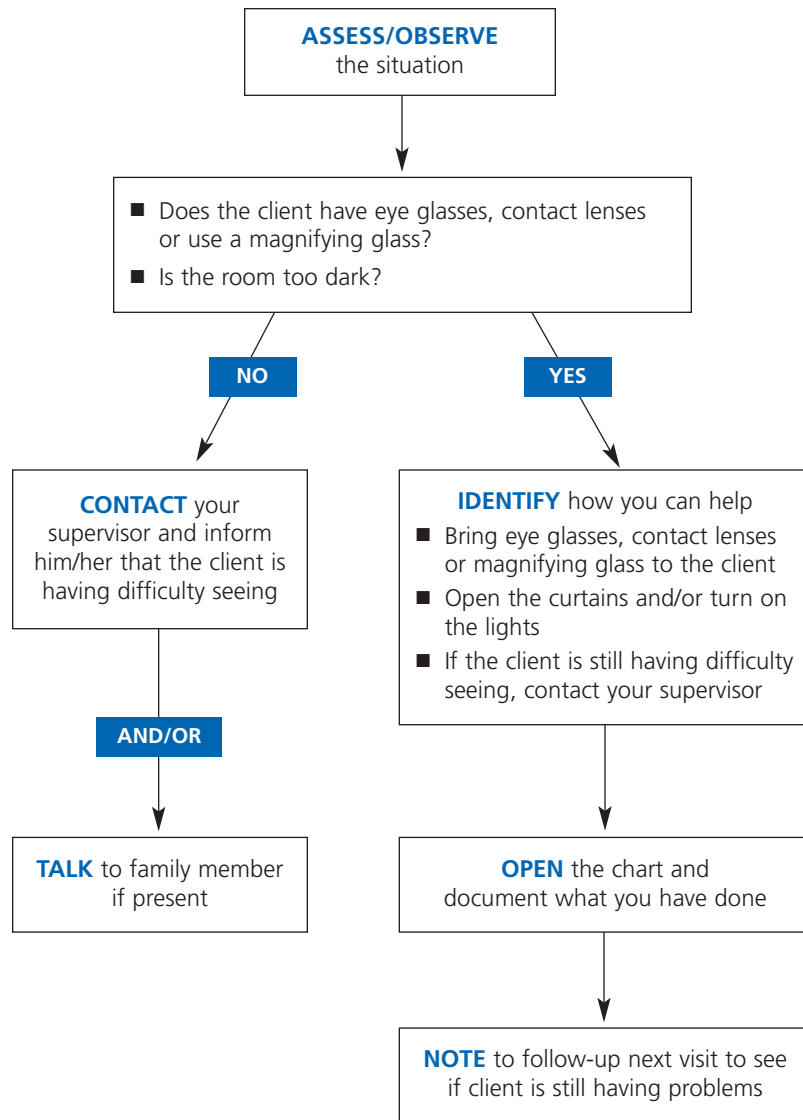 ASSESS/OBSERVE
the situation
■ Does the client have eye glasses, contact lenses
or use a magnifying glass?
■ Is the room too dark?
NO
YES
CONTACT your
supervisor and inform
him/her that the client is
having difficulty seeing
AND/OR
TALK to family member
if present
IDENTIFY how you can help
■ Bring eye glasses, contact lenses
or magnifying glass to the client
■ Open the curtains and/or turn on
the lights
■ If the client is still having difficulty
seeing, contact your supervisor
OPEN the chart and
document what you have done
NOTE to follow-up next visit to see
if client is still having problems